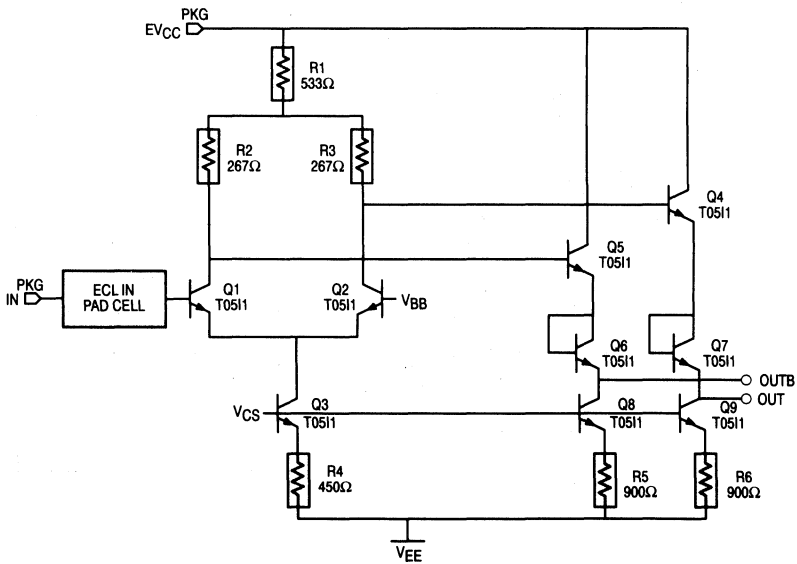 PKG
EVCC
R1
533Ω
R2
267Ω
R3
267Ω
Q4
T05I1
Q5
T05I1
PKG
IN
ECL IN
PAD CELL
Q1
T05I1
Q2
T05I1
VBB
Q6
T05I1
Q7
T05I1
OUTB
OUT
VCS
Q3
T05I1
Q8
T05I1
Q9
T05I1
R4
450Ω
R5
900Ω
R6
900Ω
VEE